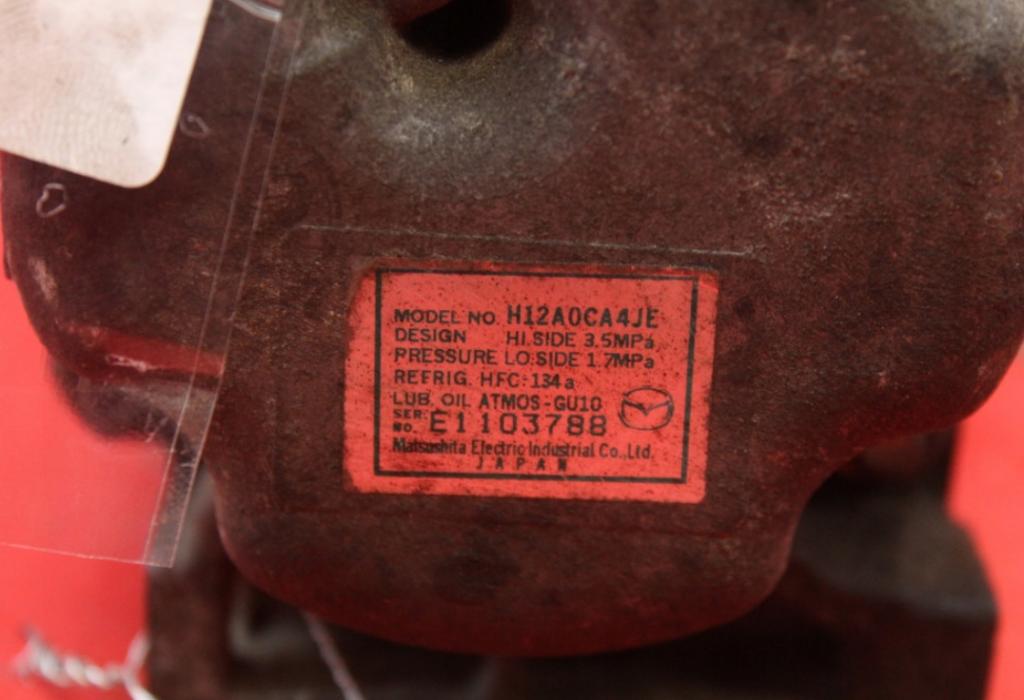 MODEL NO. H12A0CA4JE
DESIGN HI.SIDE 3.5MPa
PRESSURE LO.SIDE 1.7MPa
REFRIG. HFC-134a
LUB. OIL ATMOS-GU10
SER. NO. E1103788
Matsushita Electric Industrial Co.,Ltd.
JAPAN